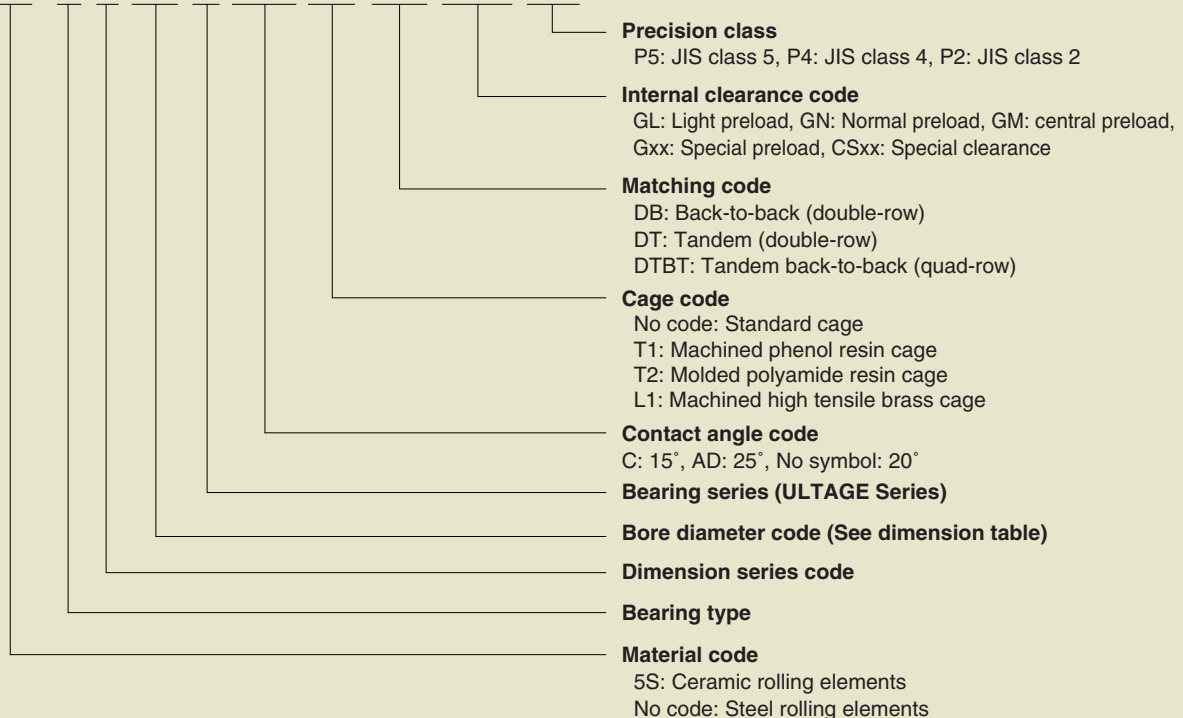 Precision class
P5: JIS class 5, P4: JIS class 4, P2: JIS class 2
Internal clearance code
GL: Light preload, GN: Normal preload, GM: central preload,
Gxx: Special preload, CSxx: Special clearance
Matching code
DB: Back-to-back (double-row)
DT: Tandem (double-row)
DTBT: Tandem back-to-back (quad-row)
Cage code
No code: Standard cage
T1: Machined phenol resin cage
T2: Molded polyamide resin cage
L1: Machined high tensile brass cage
Contact angle code
C: 15˚, AD: 25˚, No symbol: 20˚
Bearing series (ULTAGE Series)
Bore diameter code (See dimension table)
Dimension series code
Bearing type
Material code
5S: Ceramic rolling elements
No code: Steel rolling elements